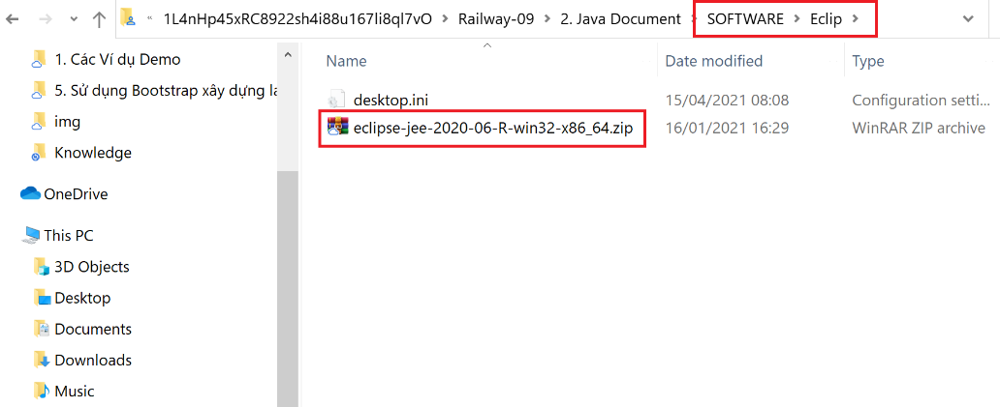 « 1L4nHp45xRC8922sh4i88u167li8ql7vO > Railway-09 > 2. Java Document > SOFTWARE > Eclip >
1. Các Ví dụ Demo
5. Sử dụng Bootstrap xây dựng la
img
Knowledge
OneDrive
This PC
3D Objects
Desktop
Documents
Downloads
Music
Name Date modified Type
desktop.ini 15/04/2021 08:08 Configuration setti...
eclipse-jee-2020-06-R-win32-x86_64.zip 16/01/2021 16:29 WinRAR ZIP archive